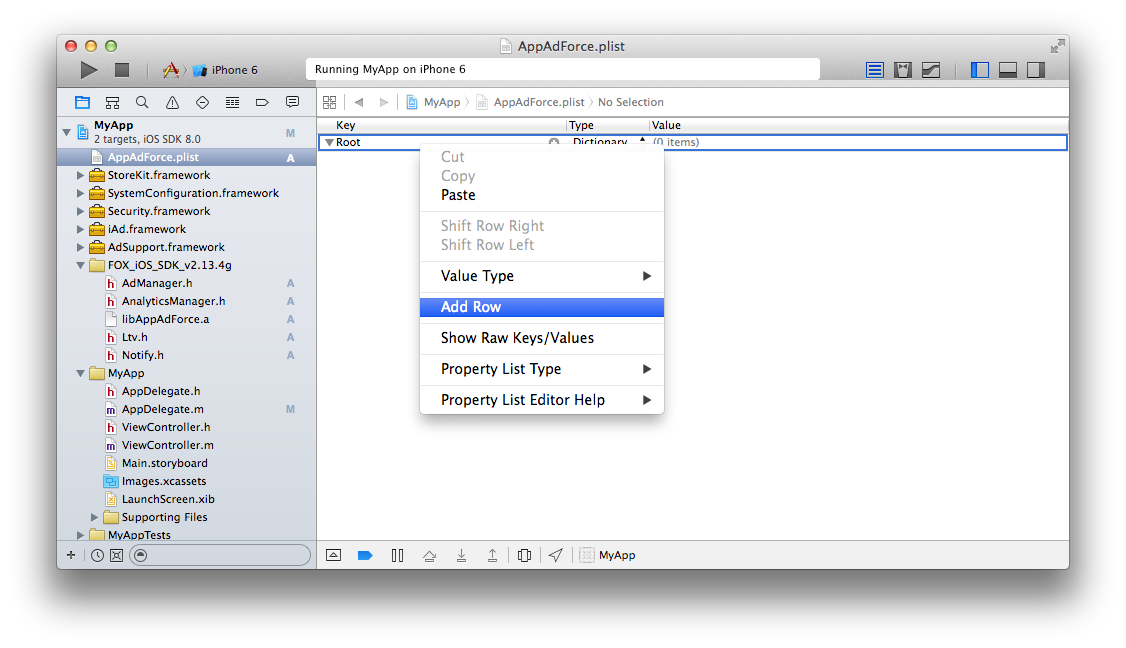 AppAdForce.plist
iPhone 6
Running MyApp on iPhone 6
MyApp
AppAdForce.plist
No Selection
MyApp
2 targets, iOS SDK 8.0
M
AppAdForce.plist
A
StoreKit.framework
SystemConfiguration.framework
Security.framework
iAd.framework
AdSupport.framework
FOX_iOS_SDK_v2.13.4g
h AdManager.h
A
h AnalyticsManager.h
A
libAppAdForce.a
A
h Ltv.h
A
h Notify.h
A
MyApp
h AppDelegate.h
m AppDelegate.m
M
h ViewController.h
m ViewController.m
Main.storyboard
Images.xcassets
LaunchScreen.xib
Supporting Files
MyAppTests
Key Type Value
Root Dictionary (0 items)
Cut
Copy
Paste
Shift Row Right
Shift Row Left
Value Type
Add Row
Show Raw Keys/Values
Property List Type
Property List Editor Help
MyApp